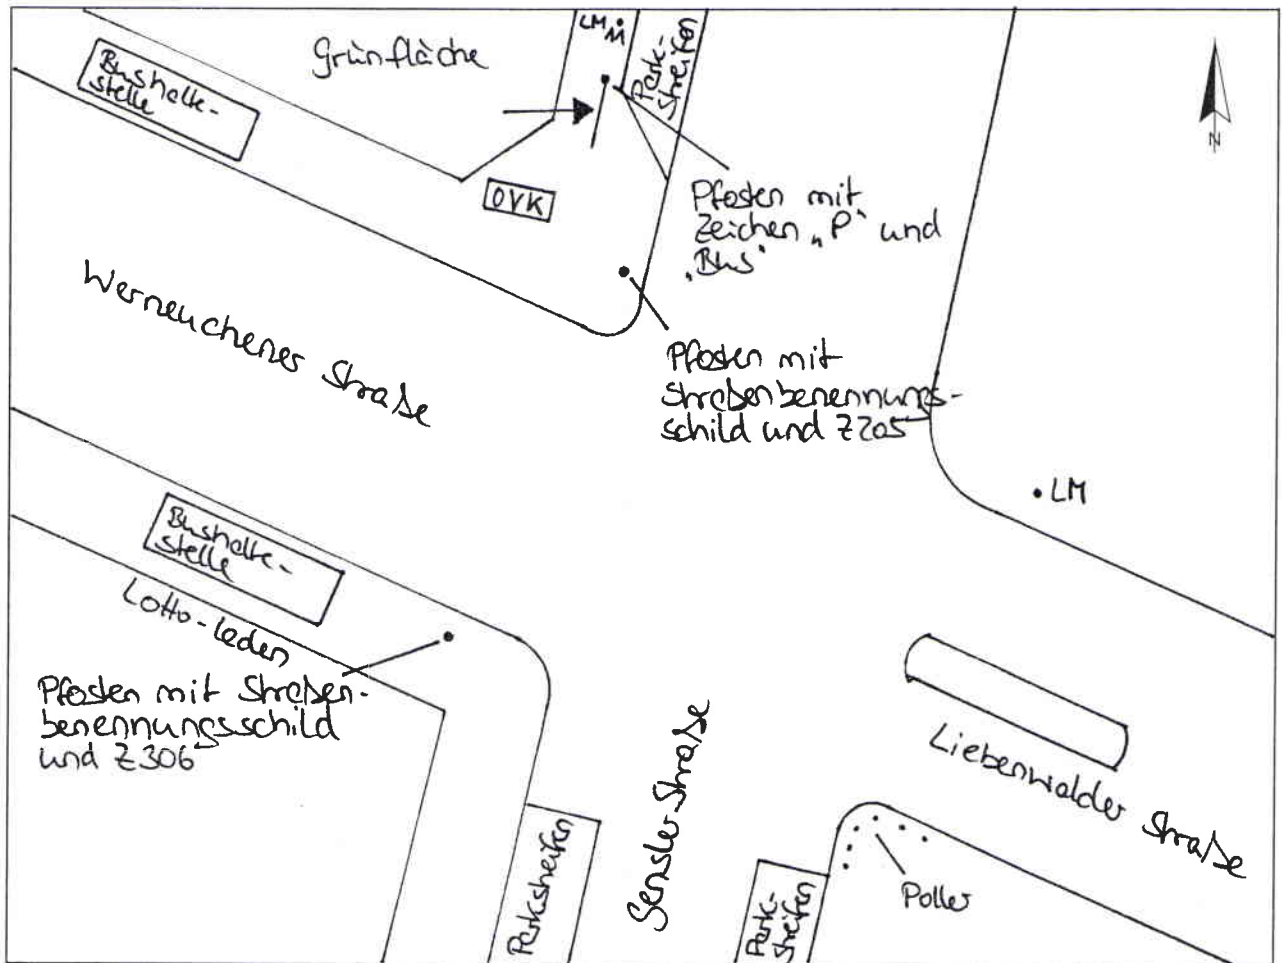 LM
Grünfläche
Park-
streifen
Bushalte-
stelle
N
OVK
Pfosten mit
Zeichen „P“ und
„Bus“
Werneuchener Straße
Pfosten mit
Straßenbenennungs-
schild und Z205
LM
Bushalte-
stelle
Lotto-Laden
Pfosten mit Straßen-
benennungsschild
und Z306
Gensler Straße
Liebenwalder Straße
Parkstreifen
Park-
streifen
Poller